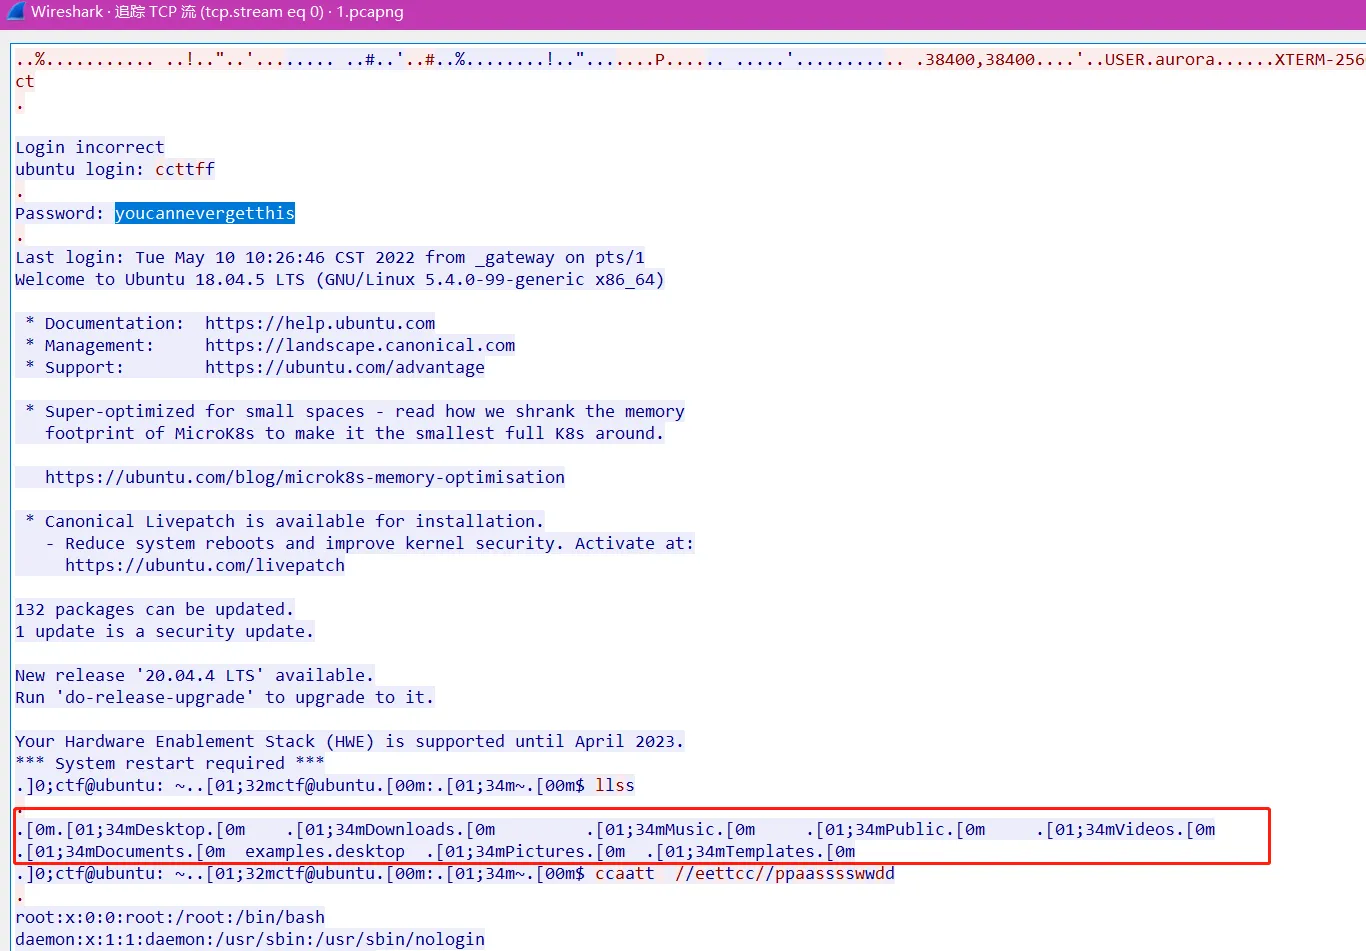 Wireshark · 追踪 TCP 流 (tcp.stream eq 0) · 1.pcapng
..%........... ..!.."..'......... ..#..'..#..%........!..".......P...... .....'........... .38400,38400....'..USER.aurora......XTERM-256
ct
.
Login incorrect
ubuntu login: ccttff
.
Password: youcannevergetthis
.
Last login: Tue May 10 10:26:46 CST 2022 from _gateway on pts/1
Welcome to Ubuntu 18.04.5 LTS (GNU/Linux 5.4.0-99-generic x86_64)
* Documentation:  https://help.ubuntu.com
* Management:     https://landscape.canonical.com
* Support:        https://ubuntu.com/advantage
* Super-optimized for small spaces - read how we shrank the memory
footprint of MicroK8s to make it the smallest full K8s around.
https://ubuntu.com/blog/microk8s-memory-optimisation
* Canonical Livepatch is available for installation.
- Reduce system reboots and improve kernel security. Activate at:
https://ubuntu.com/livepatch
132 packages can be updated.
1 update is a security update.
New release '20.04.4 LTS' available.
Run 'do-release-upgrade' to upgrade to it.
Your Hardware Enablement Stack (HWE) is supported until April 2023.
*** System restart required ***
.]0;ctf@ubuntu: ~..[01;32mctf@ubuntu.[00m:.[01;34m~.[00m$ llss
.
.[0m.[01;34mDesktop.[0m    .[01;34mDownloads.[0m         .[01;34mMusic.[0m     .[01;34mPublic.[0m     .[01;34mVideos.[0m
.[01;34mDocuments.[0m  examples.desktop  .[01;34mPictures.[0m  .[01;34mTemplates.[0m
.]0;ctf@ubuntu: ~..[01;32mctf@ubuntu.[00m:.[01;34m~.[00m$ ccaatt  //eettcc//ppaasssswwdd
.
root:x:0:0:root:/root:/bin/bash
daemon:x:1:1:daemon:/usr/sbin:/usr/sbin/nologin